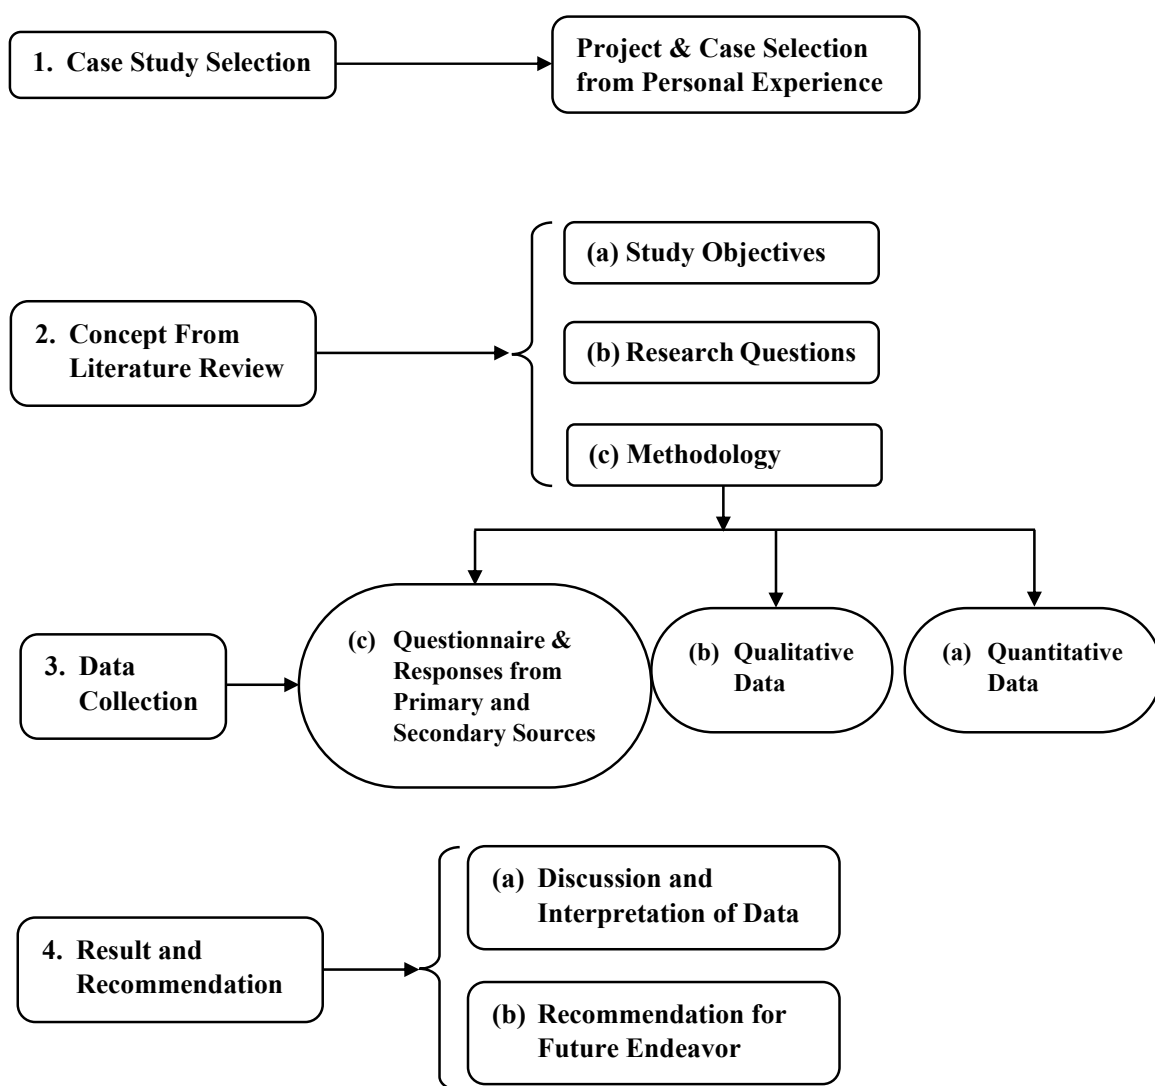 1. Case Study Selection
Project & Case Selection
from Personal Experience
(a) Study Objectives
2. Concept From
Literature Review
(b) Research Questions
(c) Methodology
3. Data
Collection
(c) Questionnaire &
Responses from
Primary and
Secondary Sources
(b) Qualitative
Data
(a) Quantitative
Data
4. Result and
Recommendation
(a) Discussion and
Interpretation of Data
(b) Recommendation for
Future Endeavor